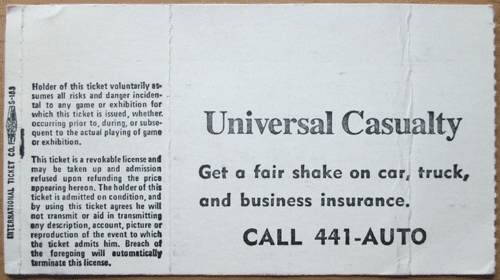 INTERNATIONAL TICKET CO. S-183
Holder of this ticket voluntarily as-
sumes all risks and danger inciden-
tal to any game or exhibition for
which this ticket is issued, whether
occurring prior to, during, or subse-
quent to the actual playing of game
or exhibition.
This ticket is a revokable license and
may be taken up and admission
refused upon refunding the price
appearing hereon. The holder of this
ticket is admitted on condition, and
by using this ticket agrees he will
not transmit or aid in transmitting
any description, account, picture or
reproduction of the event to which
the ticket admits him. Breach of
the foregoing will automatically
terminate this license.
Universal Casualty
Get a fair shake on car, truck,
and business insurance.
CALL 441-AUTO